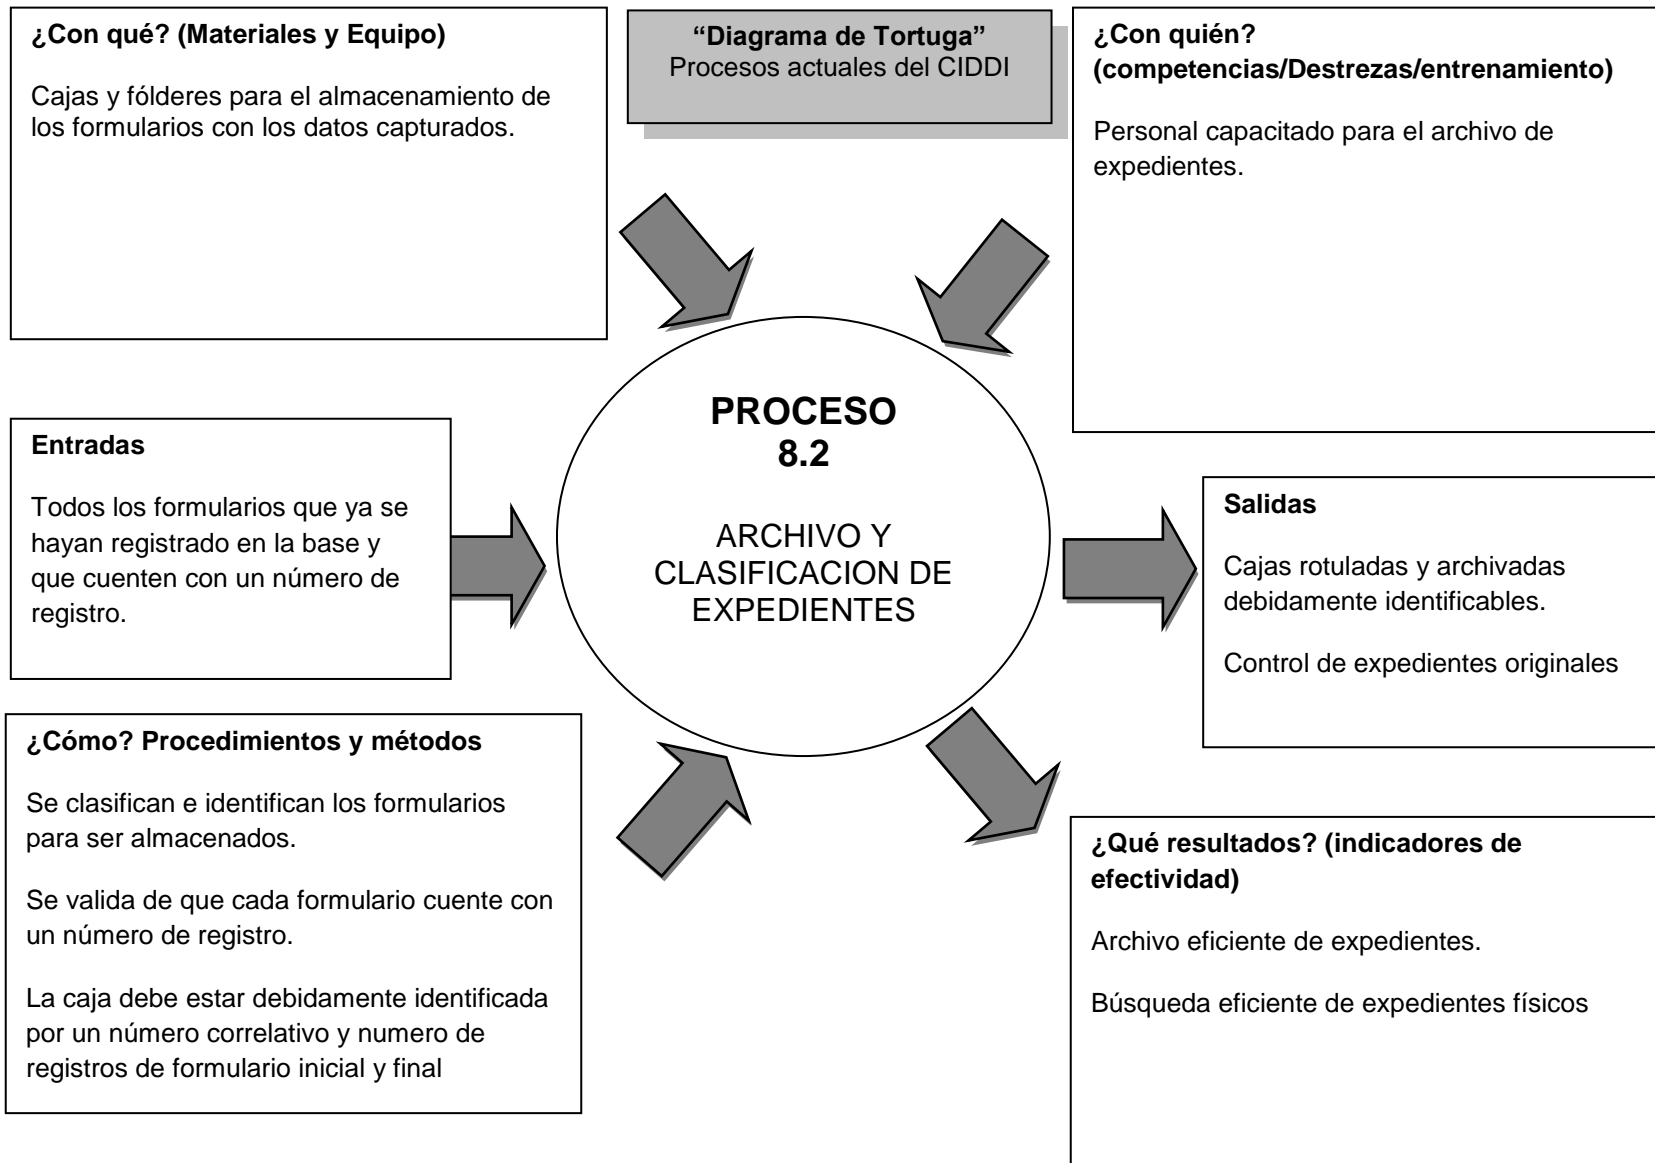 ¿Con qué? (Materiales y Equipo)
Cajas y fólderes para el almacenamiento de
los formularios con los datos capturados.
“Diagrama de Tortuga”
Procesos actuales del CIDDI
¿Con quién?
(competencias/Destrezas/entrenamiento)
Personal capacitado para el archivo de
expedientes.
Entradas
Todos los formularios que ya se
hayan registrado en la base y
que cuenten con un número de
registro.
PROCESO
8.2
ARCHIVO Y
CLASIFICACION DE
EXPEDIENTES
Salidas
Cajas rotuladas y archivadas
debidamente identificables.
Control de expedientes originales
¿Cómo? Procedimientos y métodos
Se clasifican e identifican los formularios
para ser almacenados.
Se valida de que cada formulario cuente con
un número de registro.
La caja debe estar debidamente identificada
por un número correlativo y numero de
registros de formulario inicial y final
¿Qué resultados? (indicadores de
efectividad)
Archivo eficiente de expedientes.
Búsqueda eficiente de expedientes físicos